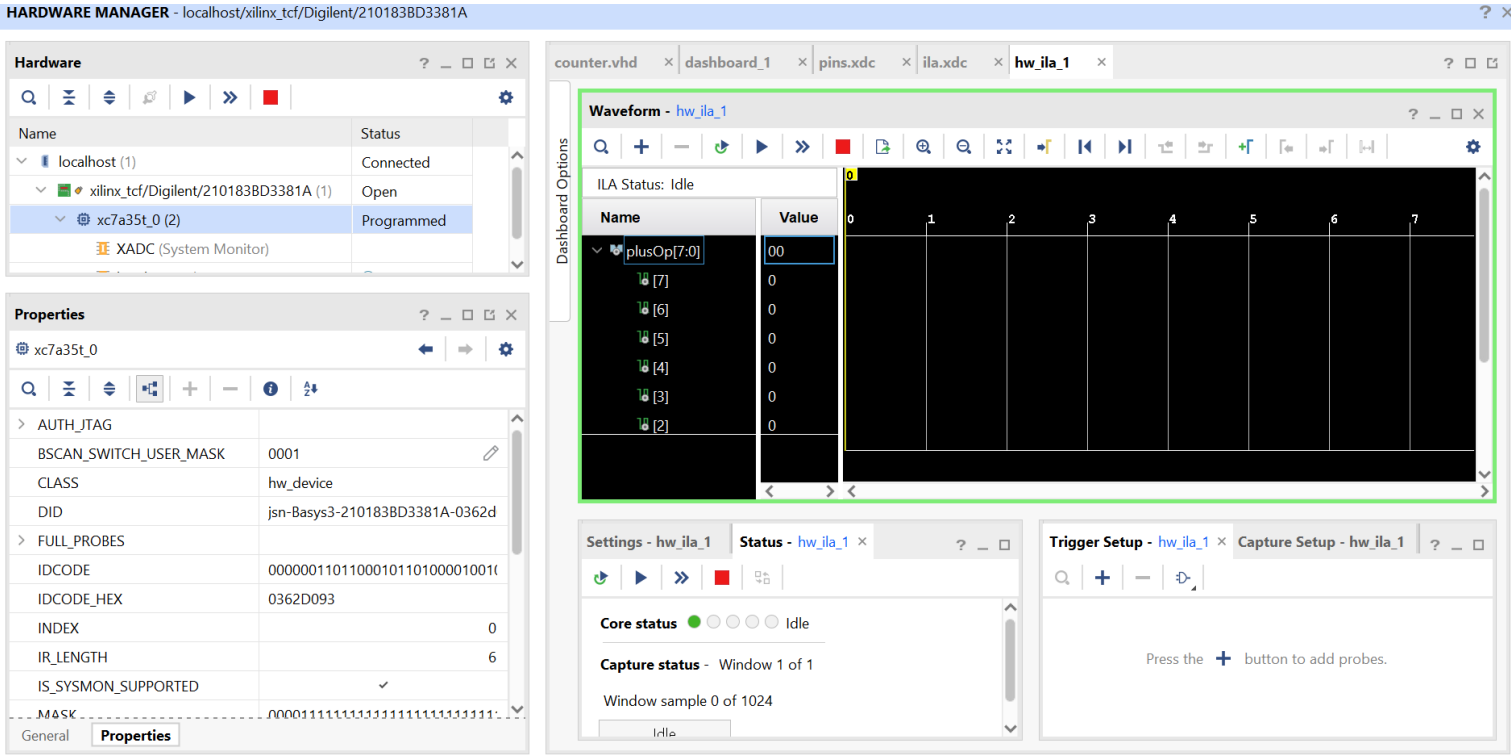 HARDWARE MANAGER - localhost/xilinx_tcf/Digilent/210183BD3381A
Hardware
Name Status
localhost (1) Connected
xilinx_tcf/Digilent/210183BD3381A (1) Open
xc7a35t_0 (2) Programmed
XADC (System Monitor)
Properties
xc7a35t_0
AUTH_JTAG
BSCAN_SWITCH_USER_MASK 0001
CLASS hw_device
DID jsn-Basys3-210183BD3381A-0362d
FULL_PROBES
IDCODE
IDCODE_HEX 0362D093
INDEX 0
IR_LENGTH 6
IS_SYSMON_SUPPORTED
MASK
General Properties
counter.vhd dashboard_1 pins.xdc ila.xdc hw_ila_1
Dashboard Options
Waveform - hw_ila_1
ILA Status: Idle
Name Value
0
0 1 2 3 4 5 6 7
plusOp[7:0] 00
[7] 0
[6] 0
[5] 0
[4] 0
[3] 0
[2] 0
Settings - hw_ila_1 Status - hw_ila_1
Core status Idle
Capture status - Window 1 of 1
Window sample 0 of 1024
Idle
Trigger Setup - hw_ila_1 Capture Setup - hw_ila_1
Press the + button to add probes.